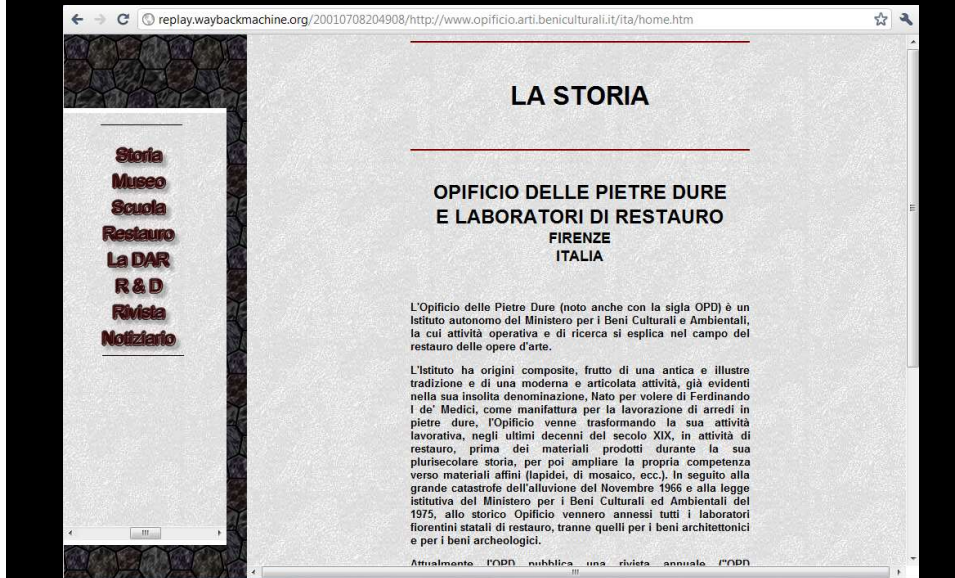 replay.waybackmachine.org/20010708204908/http://www.opificio.arti.beniculturali.it/ita/home.htm
Storia
Museo
Scuola
Restauro
La DAR
R & D
Rivista
Notiziario
LA STORIA
OPIFICIO DELLE PIETRE DURE
E LABORATORI DI RESTAURO
FIRENZE
ITALIA
L'Opificio delle Pietre Dure (noto anche con la sigla OPD) è un
Istituto autonomo del Ministero per i Beni Culturali e Ambientali,
la cui attività operativa e di ricerca si esplica nel campo del
restauro delle opere d'arte.
L'Istituto ha origini composite, frutto di una antica e illustre
tradizione e di una moderna e articolata attività, già evidenti
nella sua insolita denominazione, Nato per volere di Ferdinando
I de' Medici, come manifattura per la lavorazione di arredi in
pietre dure, l'Opificio venne trasformando la sua attività
lavorativa, negli ultimi decenni del secolo XIX, in attività di
restauro, prima dei materiali prodotti durante la sua
plurisecolare storia, per poi ampliare la propria competenza
verso materiali affini (lapidei, di mosaico, ecc.). In seguito alla
grande catastrofe dell'alluvione del Novembre 1966 e alla legge
istitutiva del Ministero per i Beni Culturali ed Ambientali del
1975, allo storico Opificio vennero annessi tutti i laboratori
fiorentini statali di restauro, tranne quelli per i beni architettonici
e per i beni archeologici.
Attualmente l'OPD pubblica una rivista annuale ("OPD